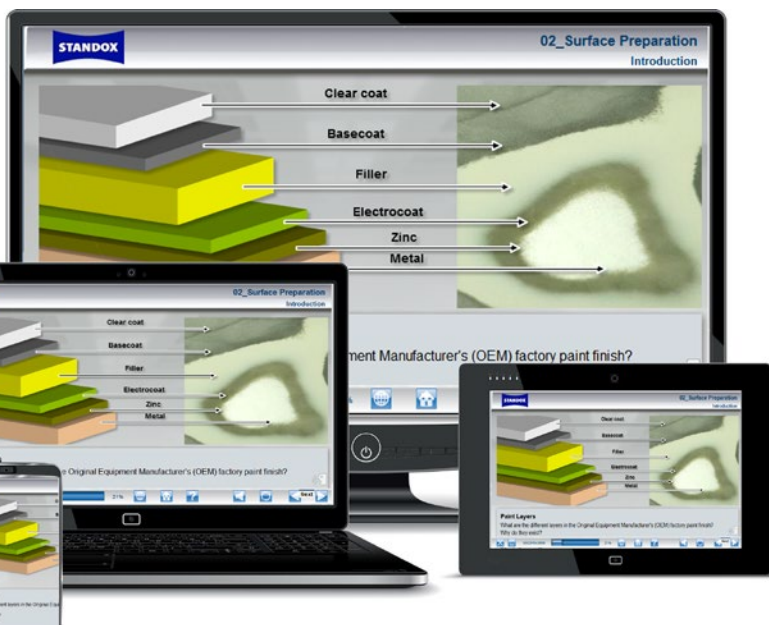 STANDOX
02_Surface Preparation
Introduction
Clear coat
Basecoat
Filler
Electrocoat
Zinc
Metal
ment Manufacturer's (OEM) factory paint finish?
02_Surface Preparation
Introduction
Clear coat
Basecoat
Filler
Electrocoat
Zinc
Metal
e Original Equipment Manufacturer's (OEM) factory paint finish?
31%
Next
STANDOX
02_Surface Preparation
Introduction
Clear coat
Basecoat
Filler
Electrocoat
Zinc
Metal
Paint Layers
What are the different layers in the Original Equipment Manufacturer's (OEM) factory paint finish?
Why do they exist?
31%